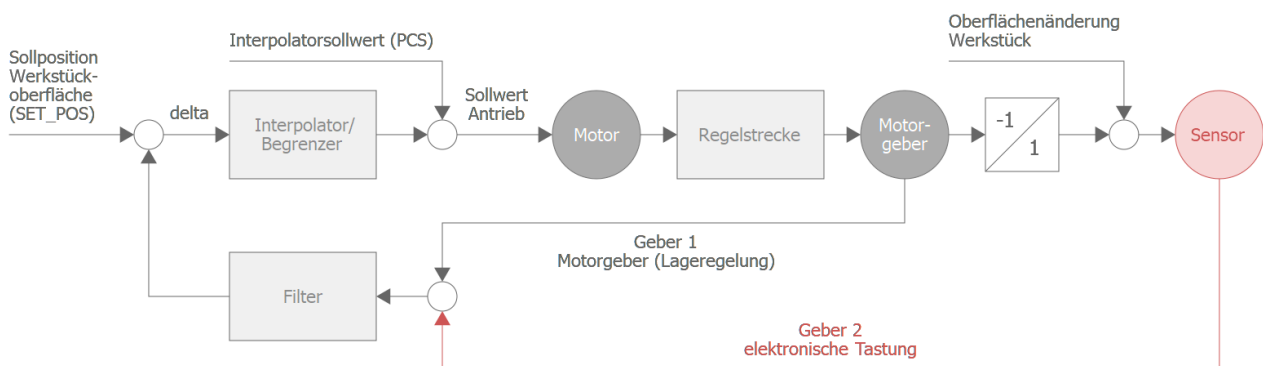 Oberflächenänderung
Werkstück
Interpolatorsollwert (PCS)
Sollposition
Werkstück-
oberfläche
(SET_POS)
delta
Interpolator/
Begrenzer
Sollwert
Antrieb
Motor
Regelstrecke
Motor-
geber
-1
1
Sensor
Geber 1
Motorgeber (Lageregelung)
Filter
Geber 2
elektronische Tastung